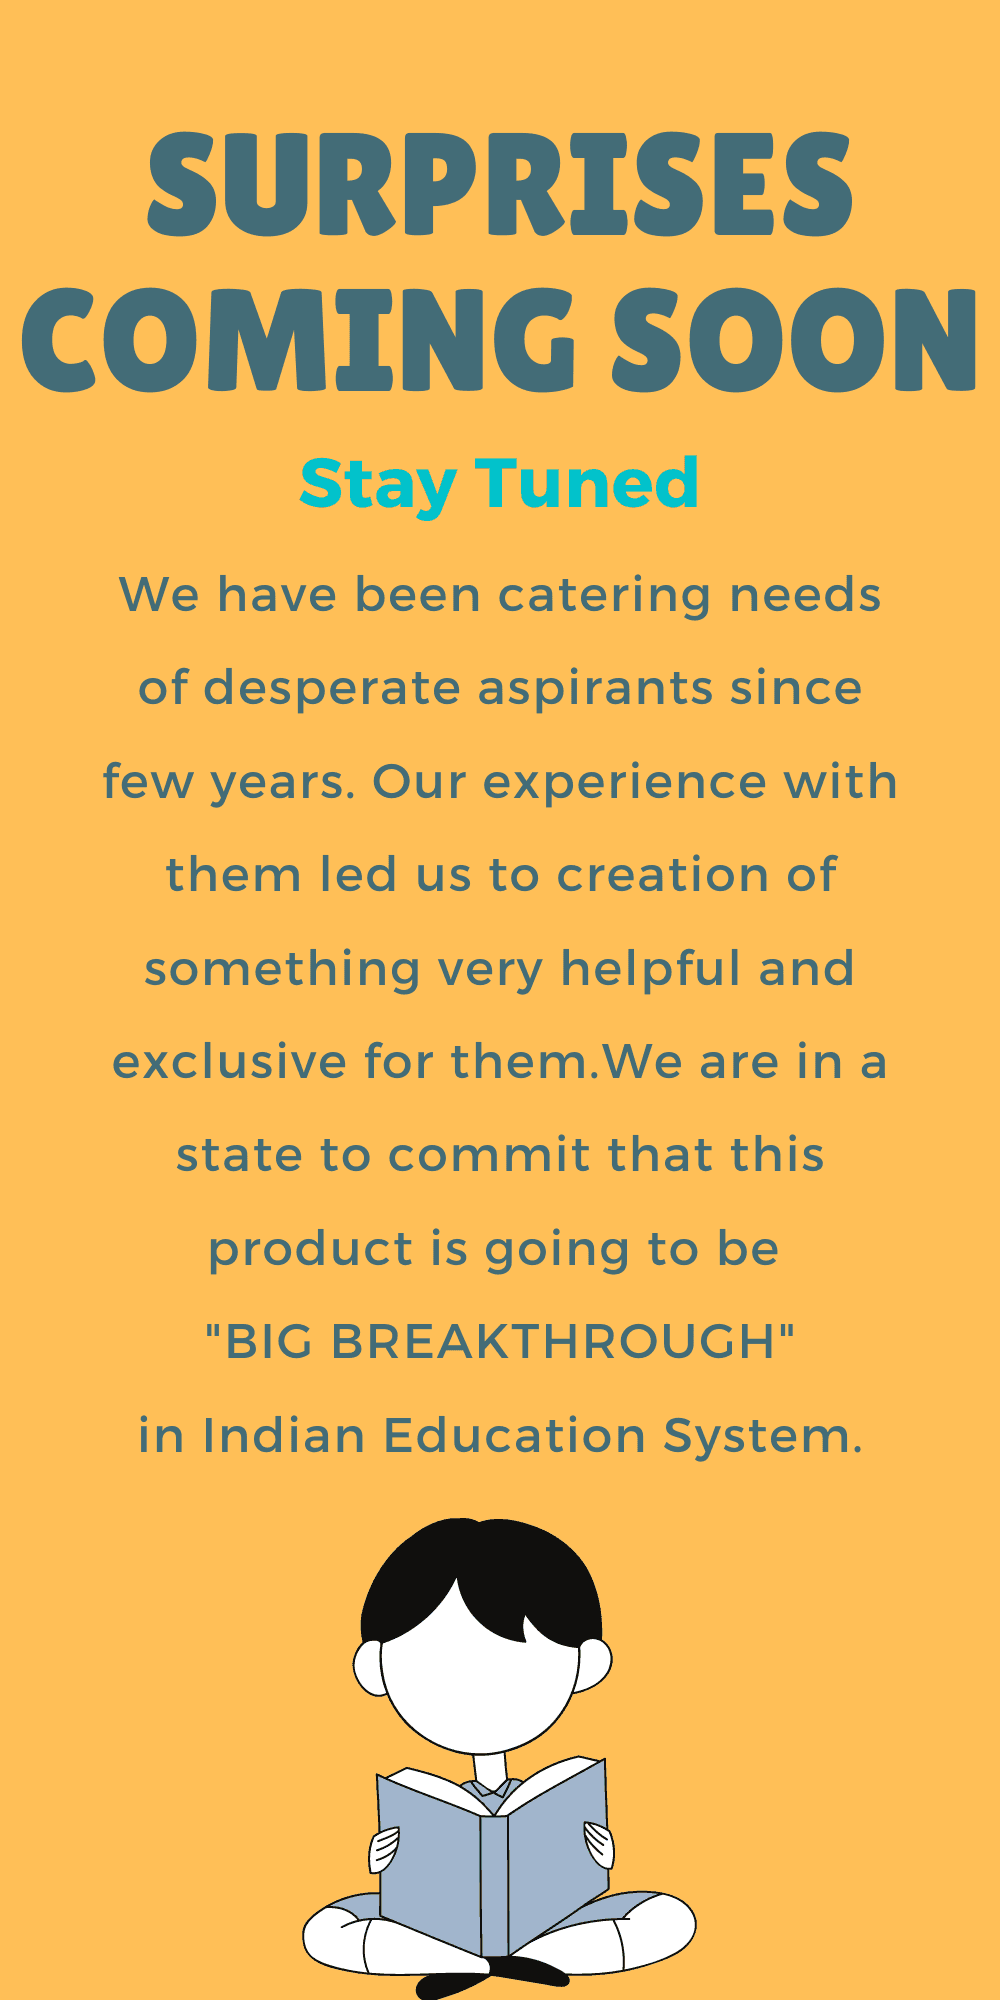 SURPRISES
COMING SOON
Stay Tuned
We have been catering needs
of desperate aspirants since
few years. Our experience with
them led us to creation of
something very helpful and
exclusive for them.We are in a
state to commit that this
product is going to be
"BIG BREAKTHROUGH"
in Indian Education System.